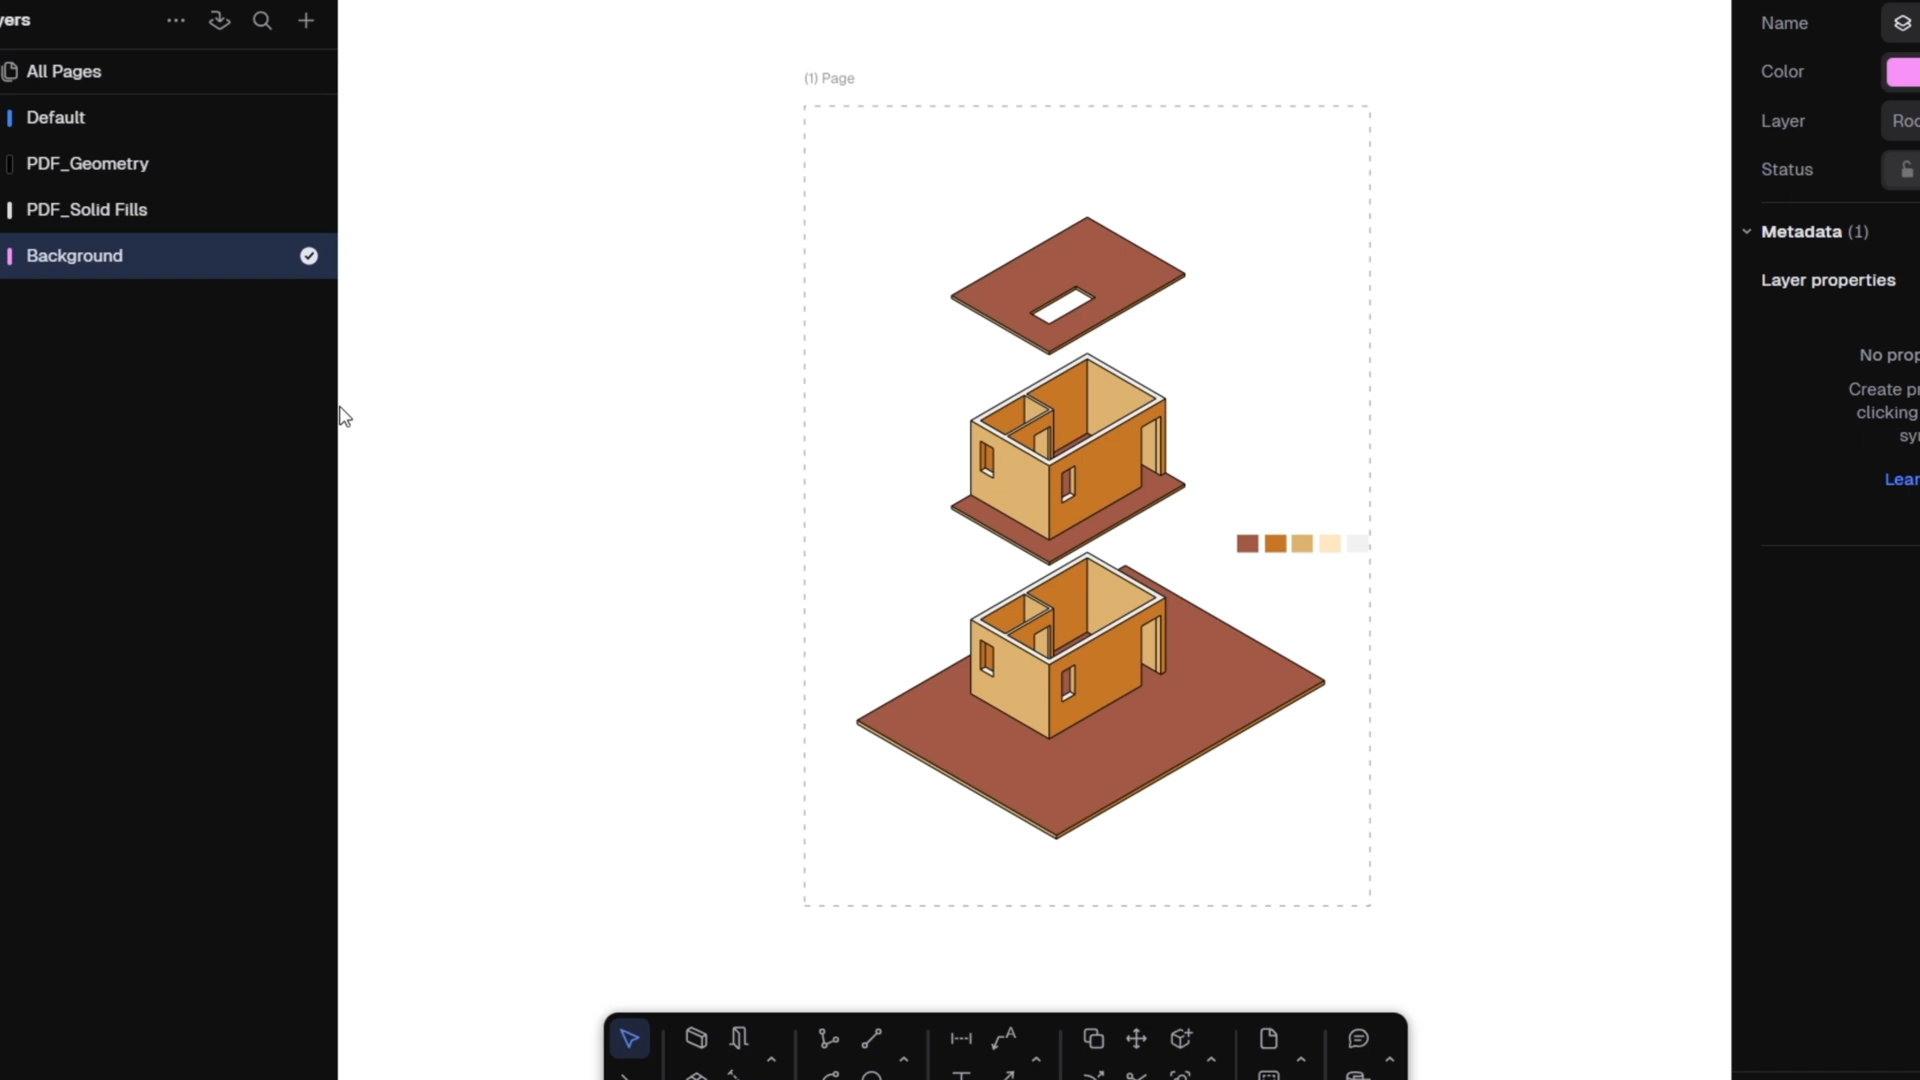 yers
All Pages
Default
PDF_Geometry
PDF_Solid Fills
Background
(1) Page
Name
Color
Layer
Roo
Status
Metadata (1)
Layer properties
No prop
Create pr
clicking
sy
Lear